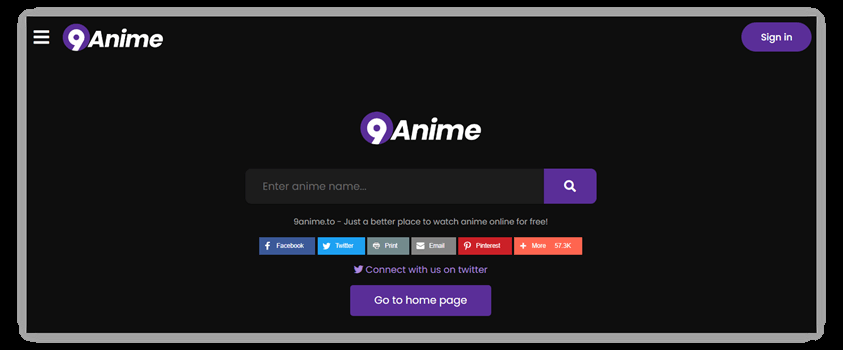 9Anime
Sign in
9Anime
Enter anime name...
9anime.to - Just a better place to watch anime online for free!
Facebook Twitter Print Email Pinterest More 57.3K
Connect with us on twitter
Go to home page